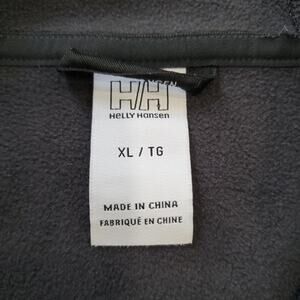 HH
Helly Hansen
XL / TG
MADE IN CHINA
FABRIQUÉ EN CHINE